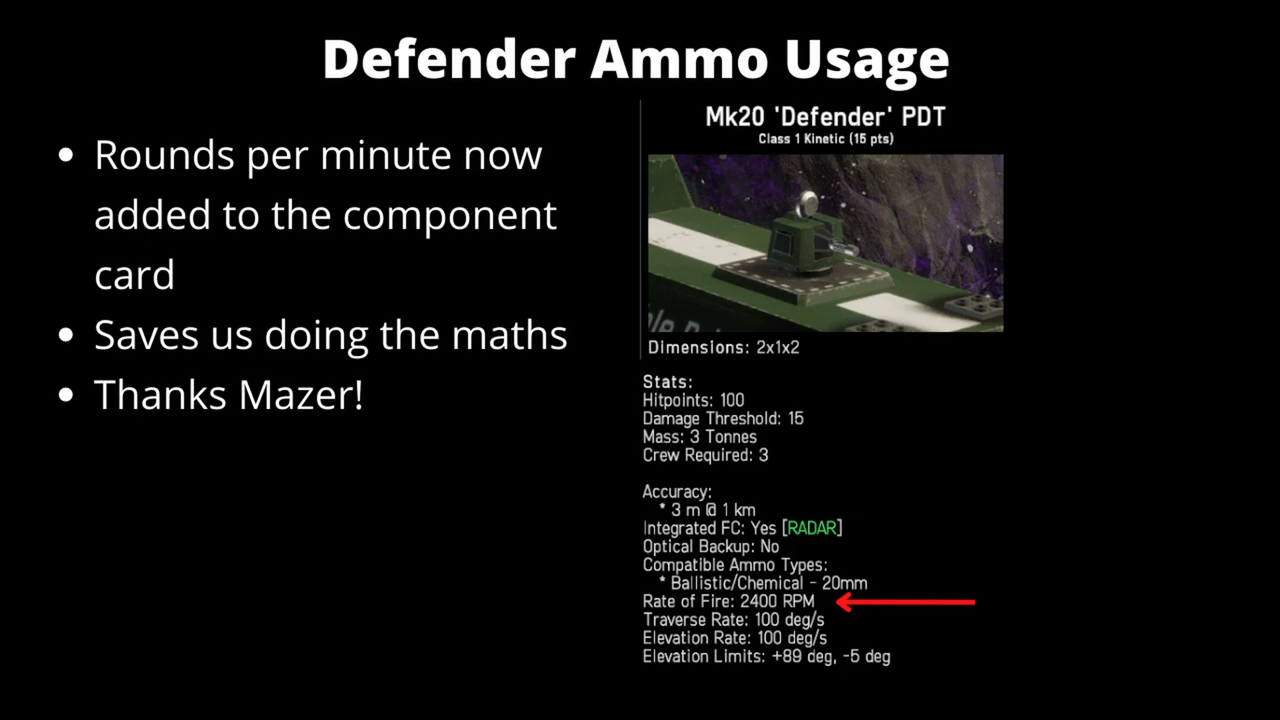 Defender Ammo Usage
• Rounds per minute now
added to the component
card
• Saves us doing the maths
• Thanks Mazer!
Mk20 'Defender' PDT
Class 1 Kinetic (15 pts)
Dimensions: 2x1x2
Stats:
Hitpoints: 100
Damage Threshold: 15
Mass: 3 Tonnes
Crew Required: 3
Accuracy:
* 3 m @ 1 km
Integrated FC: Yes [RADAR]
Optical Backup: No
Compatible Ammo Types:
* Ballistic/Chemical - 20mm
Rate of Fire: 2400 RPM
Traverse Rate: 100 deg/s
Elevation Rate: 100 deg/s
Elevation Limits: +89 deg, -5 deg